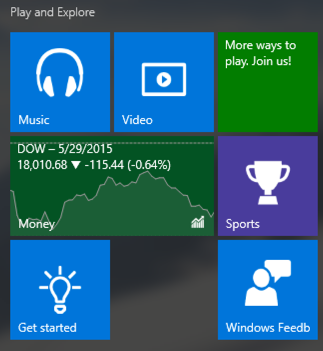 Play and Explore
Music
Video
More ways to
play. Join us!
DOW – 5/29/2015
18,010.68 ▼ -115.44 (-0.64%)
Money
Sports
Get started
Windows Feedb